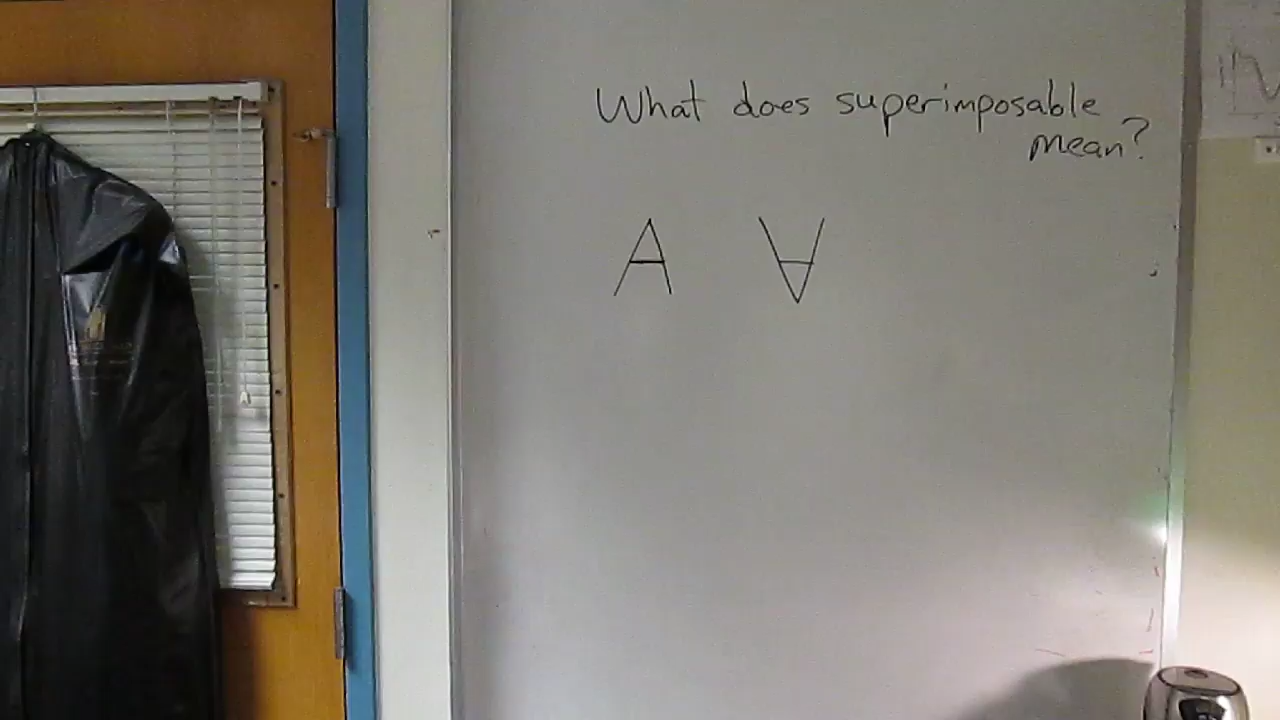 What does superimposable
mean?
A ∀